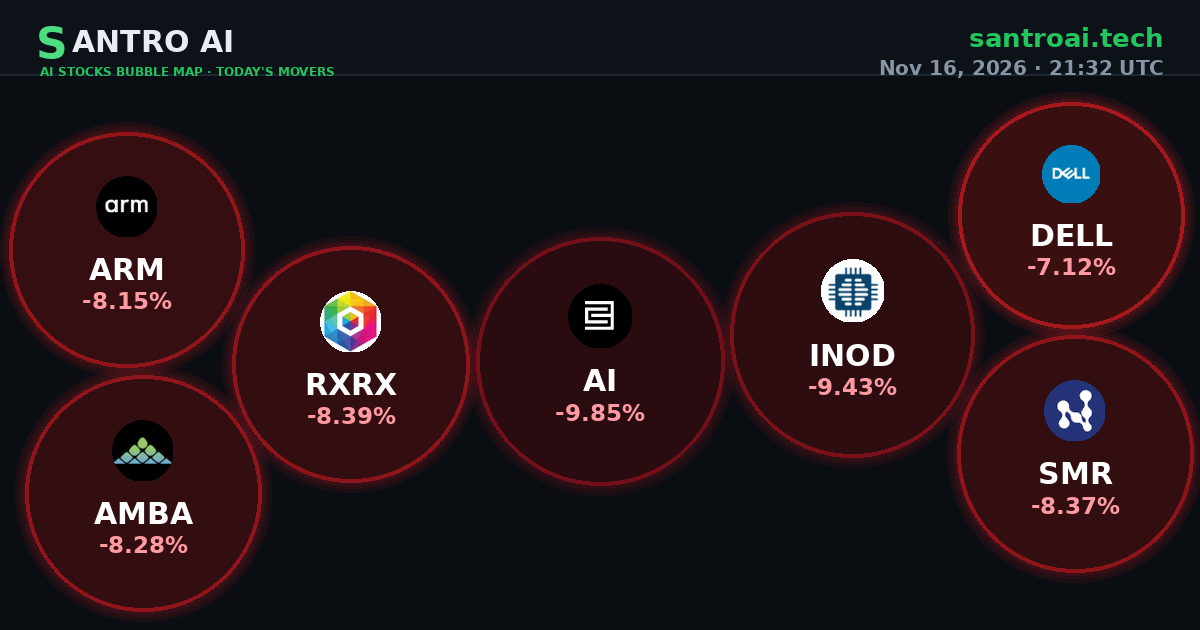 SANTRO AI
AI STOCKS BUBBLE MAP · TODAY'S MOVERS
santroai.tech
Nov 16, 2026 · 21:32 UTC
arm
ARM
-8.15%
AMBA
-8.28%
RXRX
-8.39%
AI
-9.85%
INOD
-9.43%
DELL
DELL
-7.12%
SMR
-8.37%